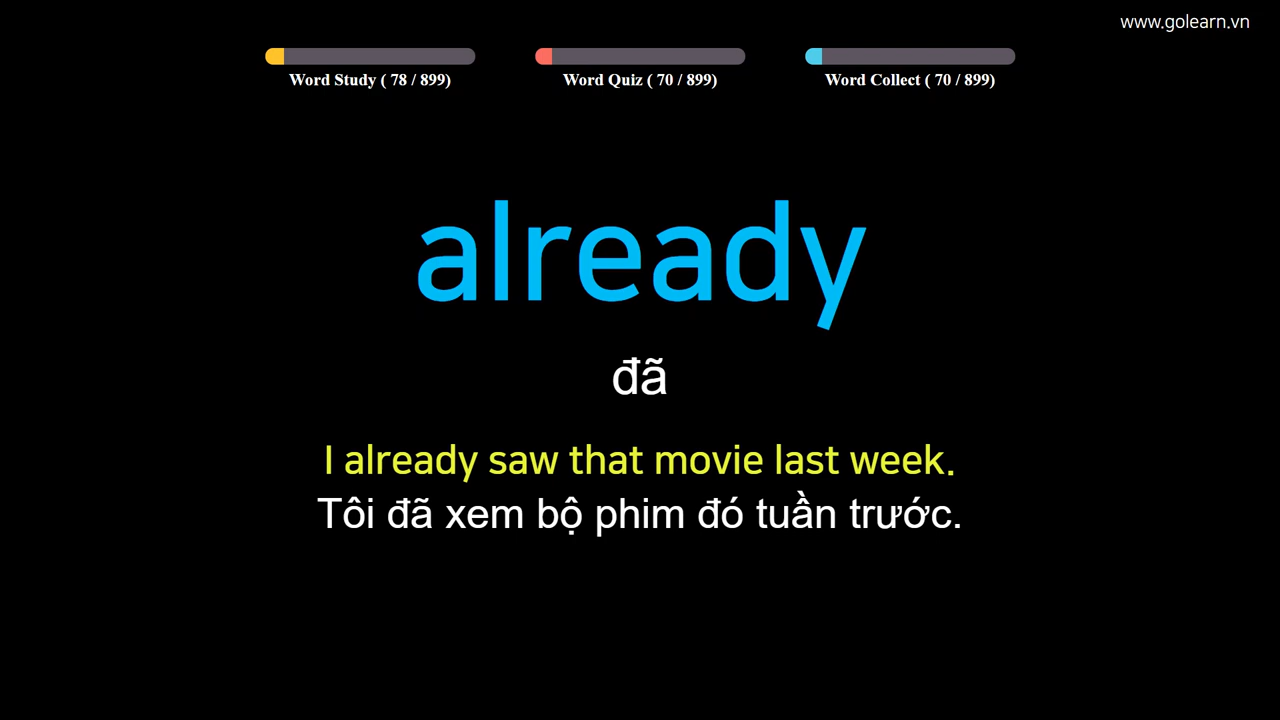 www.golearn.vn
Word Study ( 78 / 899)
Word Quiz ( 70 / 899)
Word Collect ( 70 / 899)
already
đã
I already saw that movie last week.
Tôi đã xem bộ phim đó tuần trước.